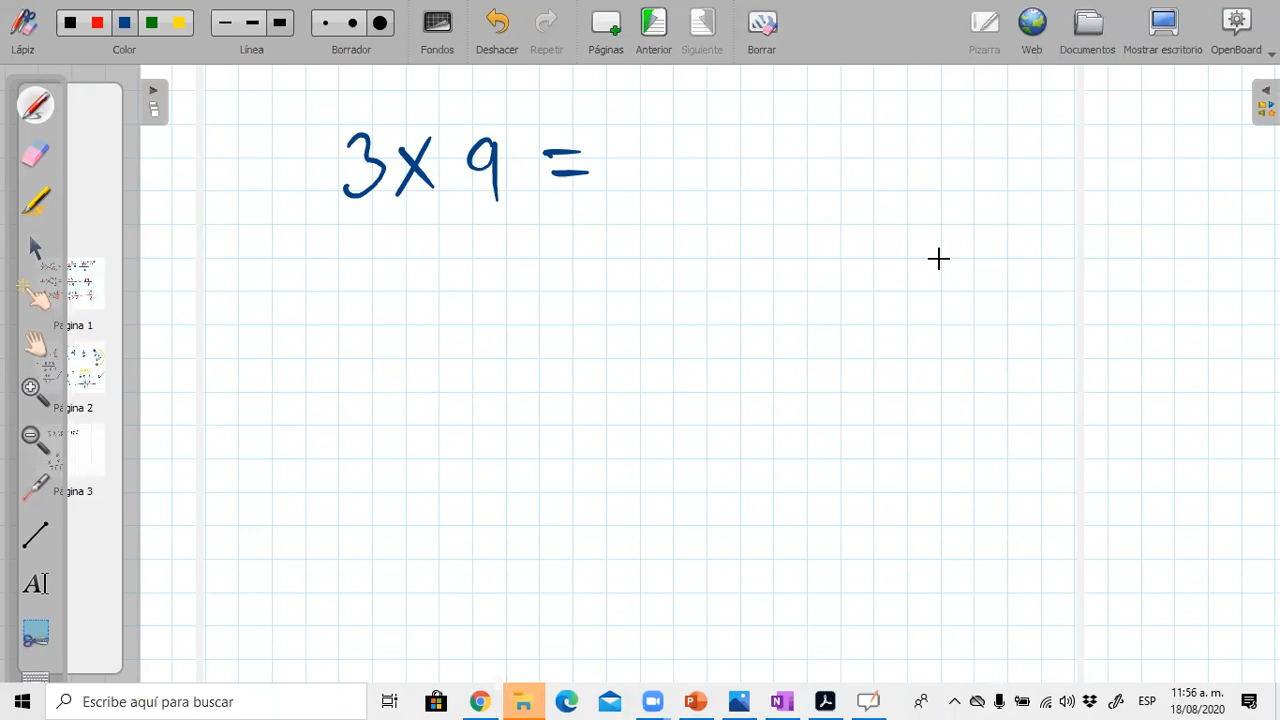 Lápiz Color Línea Borrador Fondos Deshacer Repetir Páginas Anterior Siguiente Borrar Pizarra Web Documentos Mostrar escritorio OpenBoard
3 x 9 =
Página 1
Página 2
Página 3
A
Escribe aquí para buscar
ESP
11:56 a. m.
18/08/2020